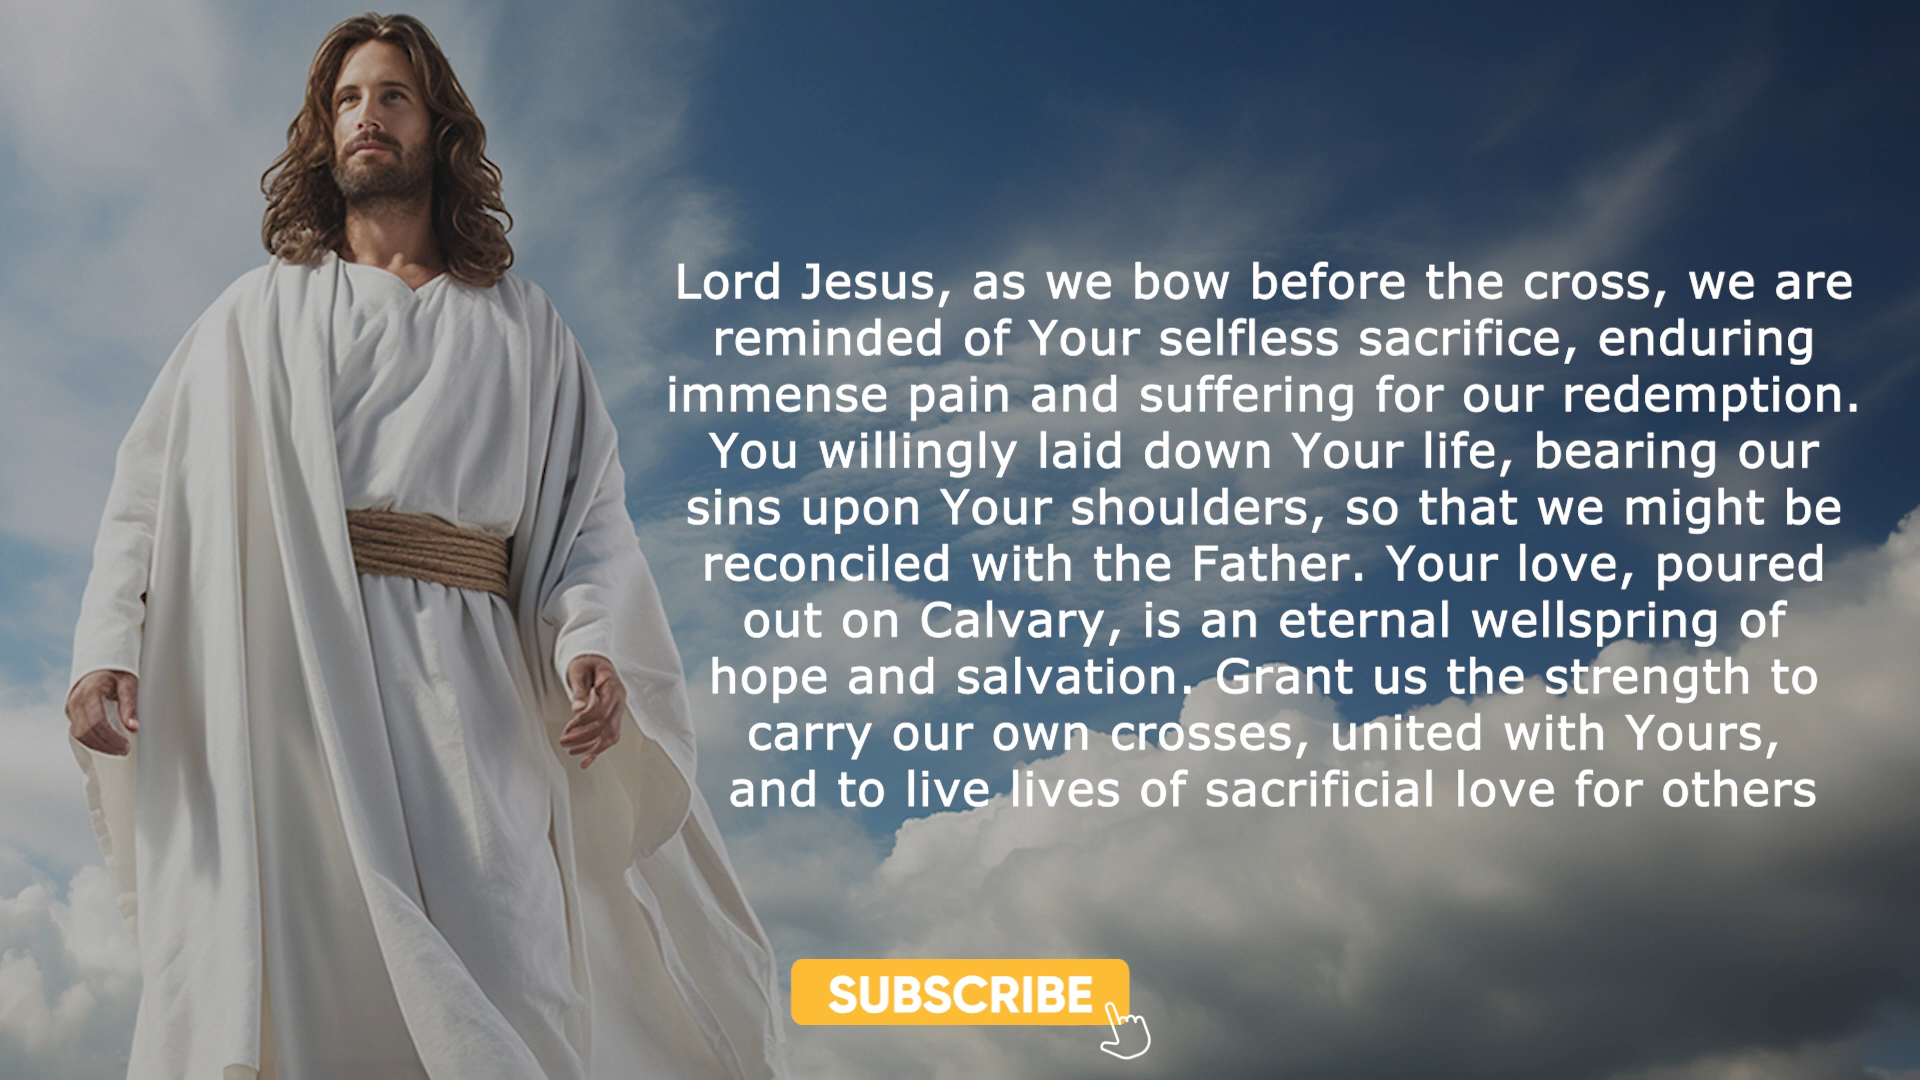 Lord Jesus, as we bow before the cross, we are
reminded of Your selfless sacrifice, enduring
immense pain and suffering for our redemption.
You willingly laid down Your life, bearing our
sins upon Your shoulders, so that we might be
reconciled with the Father. Your love, poured
out on Calvary, is an eternal wellspring of
hope and salvation. Grant us the strength to
carry our own crosses, united with Yours,
and to live lives of sacrificial love for others
SUBSCRIBE